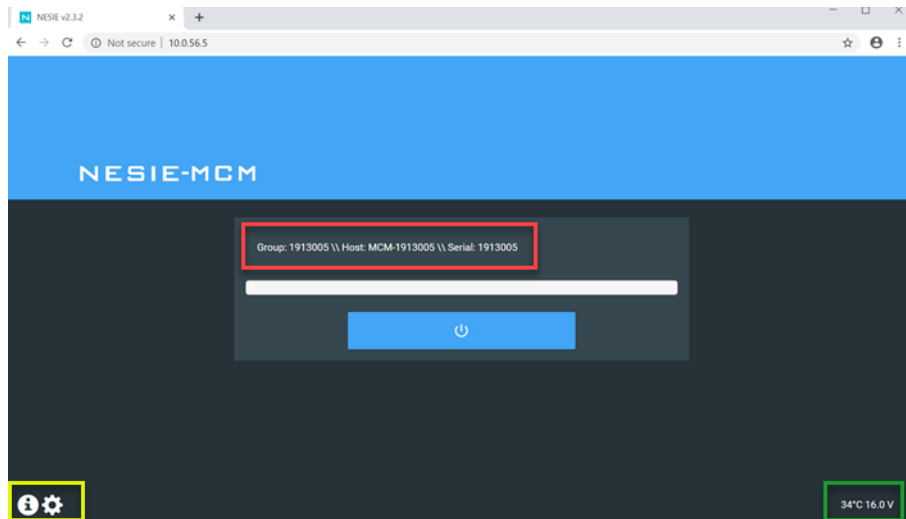 NESIE v2.3.2
Not secure | 10.0.56.5
NESIE-MCM
Group: 1913005 \\ Host: MCM-1913005 \\ Serial: 1913005
34°C 16.0 V